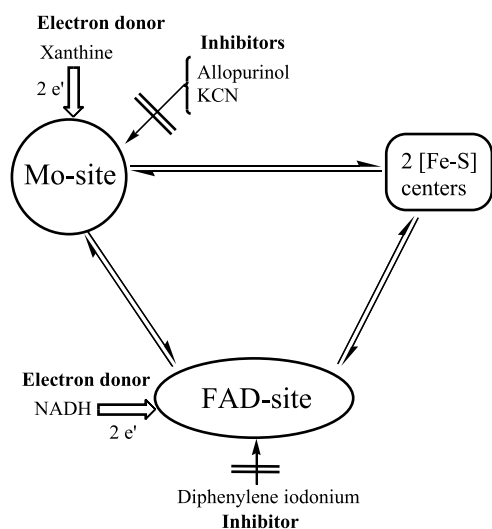 Electron donor
Xanthine
2 e'
Inhibitors
Allopurinol
KCN
Mo-site
2 [Fe-S]
centers
Electron donor
NADH
2 e'
FAD-site
Diphenylene iodonium
Inhibitor